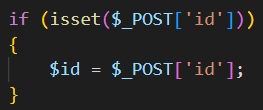 if (isset($_POST['id']))
{
    $id = $_POST['id'];
}